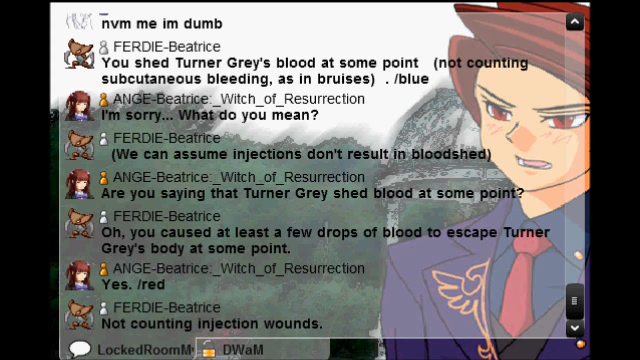 nvm me im dumb
FERDIE-Beatrice
You shed Turner Grey's blood at some point (not counting
subcutaneous bleeding, as in bruises) . /blue
ANGE-Beatrice:_Witch_of_Resurrection
I'm sorry... What do you mean?
FERDIE-Beatrice
(We can assume injections don't result in bloodshed)
ANGE-Beatrice:_Witch_of_Resurrection
Are you saying that Turner Grey shed blood at some point?
FERDIE-Beatrice
Oh, you caused at least a few drops of blood to escape Turner
Grey's body at some point.
ANGE-Beatrice:_Witch_of_Resurrection
Yes. /red
FERDIE-Beatrice
Not counting injection wounds.
LockedRoomMy
DWaM